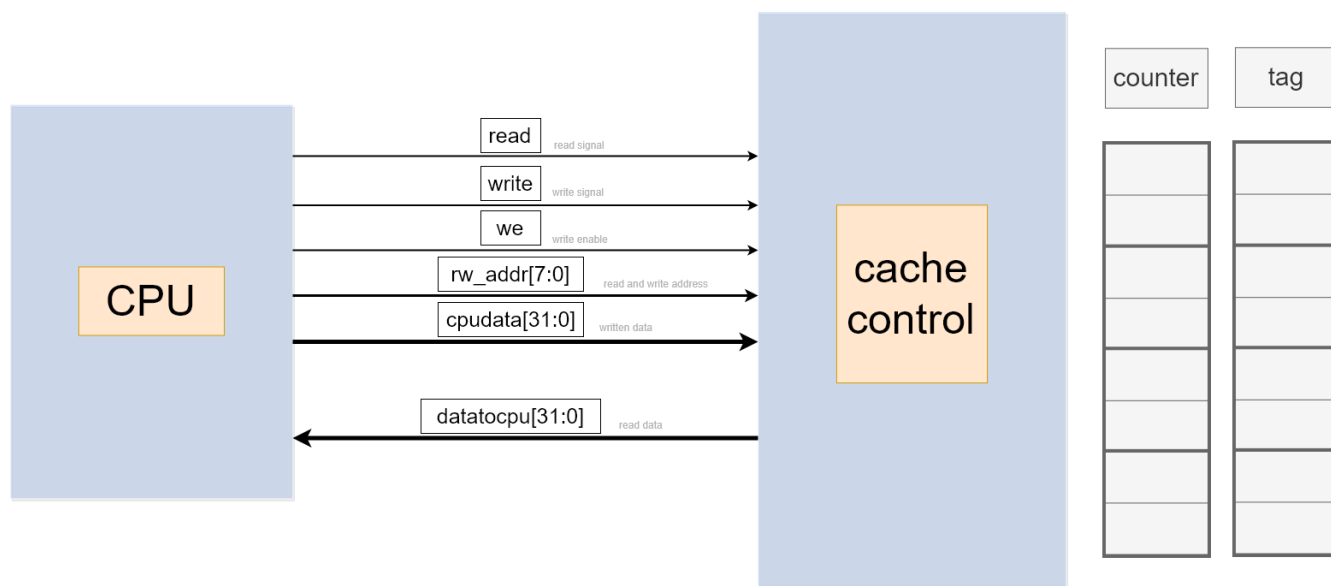 counter
tag
read
read signal
write
write signal
we
write enable
rw_addr[7:0]
read and write address
cpudata[31:0]
written data
datatocpu[31:0]
read data
CPU
cache
control